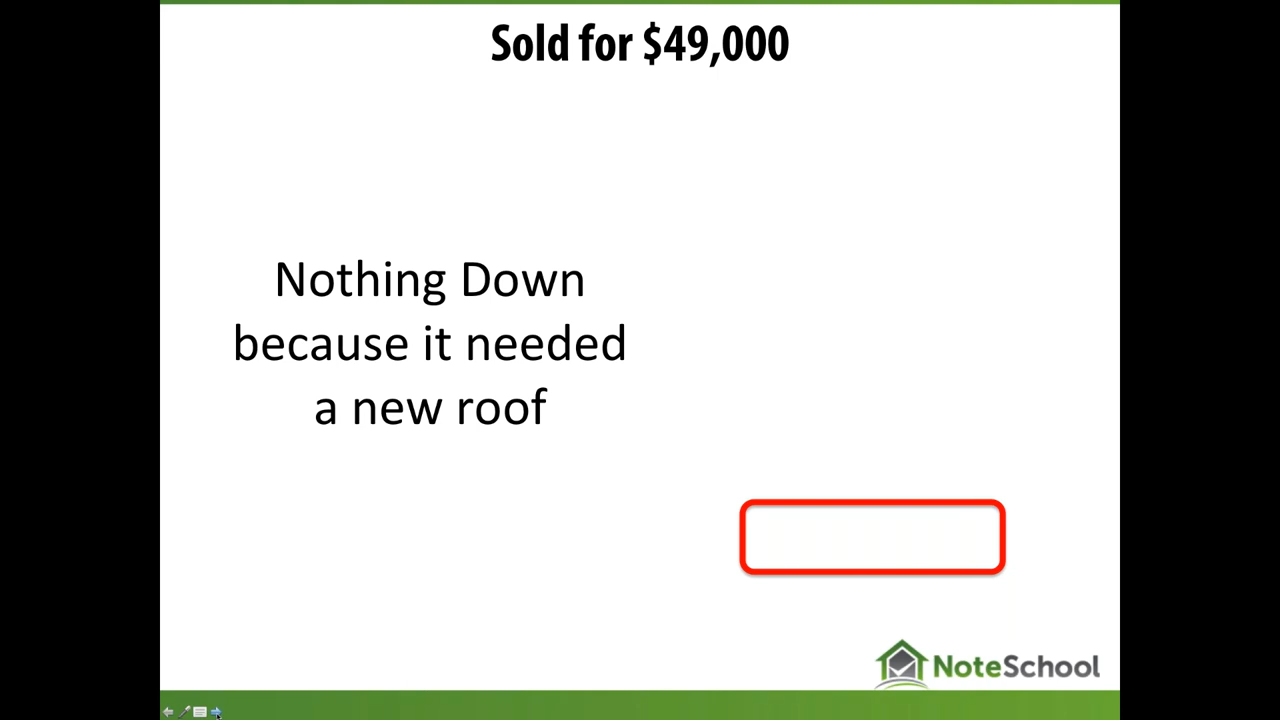 Sold for $49,000
Nothing Down
because it needed
a new roof
NoteSchool